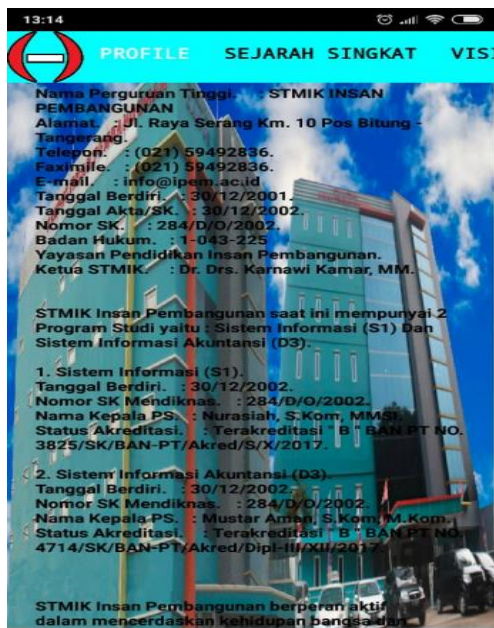 13:14
PROFILE SEJARAH SINGKAT VIS
Nama Perguruan Tinggi. : STMIK INSAN
PEMBANGUNAN
Alamat. : Jl. Raya Serang Km. 10 Pos Bitung -
Tangerang.
Telepon. : (021) 59492836.
Faximile. : (021) 59492836.
E-mail. : info@ipem.ac.id
Tanggal Berdiri. : 30/12/2001.
Tanggal Akta/SK. : 30/12/2002.
Nomor SK. : 284/D/O/2002.
Badan Hukum. : 1-043-225
Yayasan Pendidikan Insan Pembangunan.
Ketua STMIK. : Dr. Drs. Karnawi Kamar, MM.
STMIK Insan Pembangunan saat ini mempunyai 2
Program Studi yaitu : Sistem Informasi (S1) Dan
Sistem Informasi Akuntansi (D3).
1. Sistem Informasi (S1).
Tanggal Berdiri. : 30/12/2002.
Nomor SK Mendiknas. : 284/D/O/2002.
Nama Kepala PS. : Nurasiah, S.Kom, MMSI.
Status Akreditasi. : Terakreditasi " B " BAN PT NO.
3825/SK/BAN-PT/Akred/S/X/2017.
2. Sistem Informasi Akuntansi (D3).
Tanggal Berdiri. : 30/12/2002.
Nomor SK Mendiknas. : 284/D/O/2002.
Nama Kepala PS. : Mustar Aman, S.Kom, M.Kom.
Status Akreditasi. : Terakreditasi " B " BAN PT NO.
4714/SK/BAN-PT/Akred/Dipl-III/XII/2017.
STMIK Insan Pembangunan berperan aktif
dalam mencerdaskan kehidupan bangsa dan